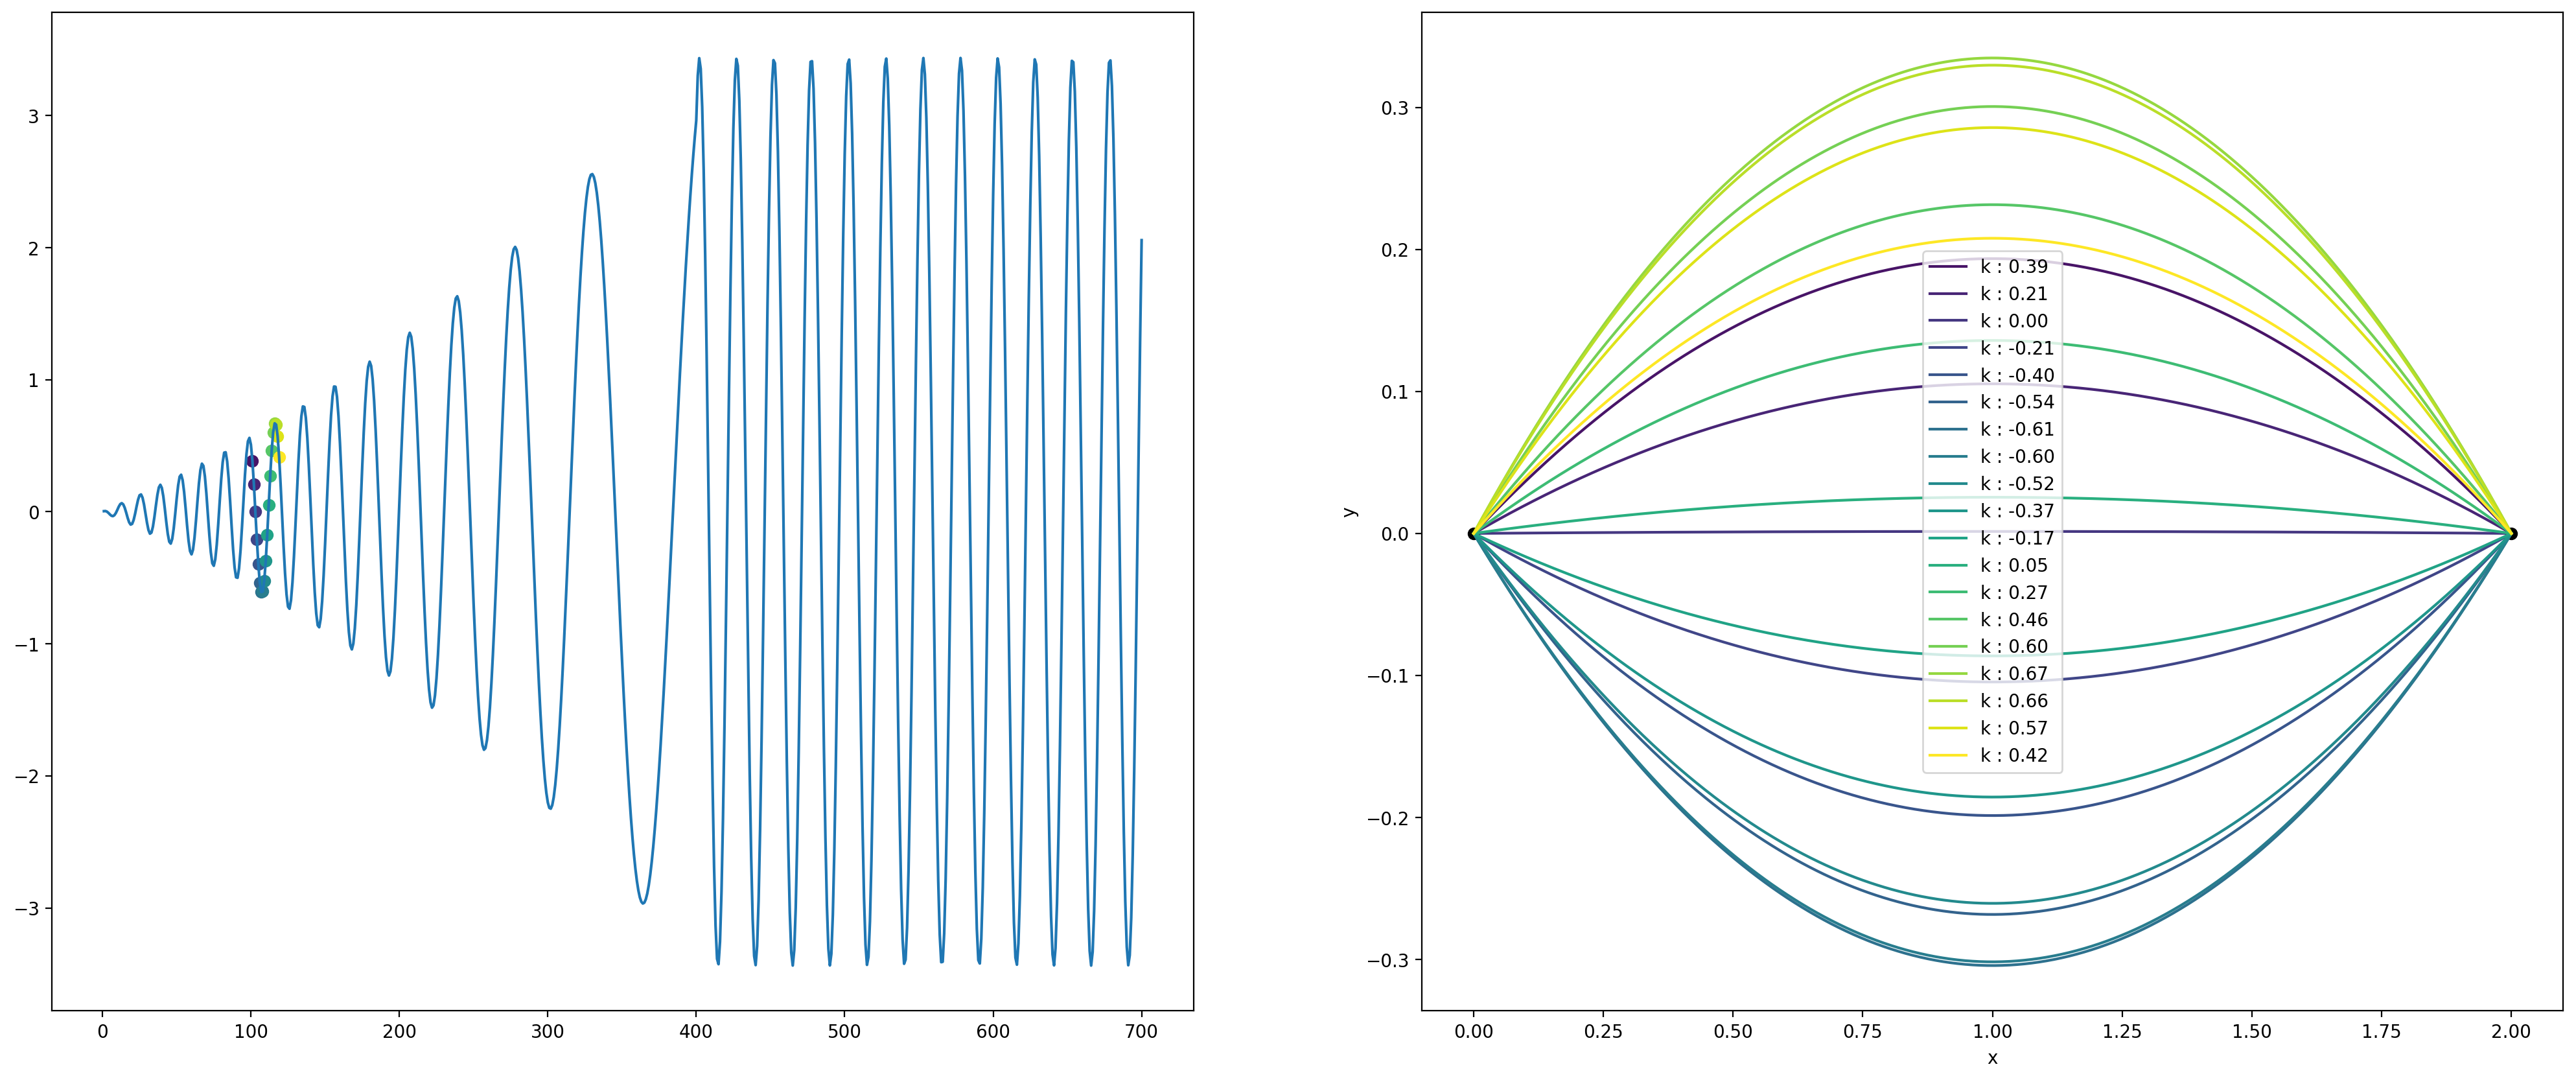 3
2
1
0
−1
−2
−3
0 100 200 300 400 500 600 700
0.3
0.2
0.1
0.0
−0.1
−0.2
−0.3
y
k : 0.39
k : 0.21
k : 0.00
k : -0.21
k : -0.40
k : -0.54
k : -0.61
k : -0.60
k : -0.52
k : -0.37
k : -0.17
k : 0.05
k : 0.27
k : 0.46
k : 0.60
k : 0.67
k : 0.66
k : 0.57
k : 0.42
0.00 0.25 0.50 0.75 1.00 1.25 1.50 1.75 2.00
x